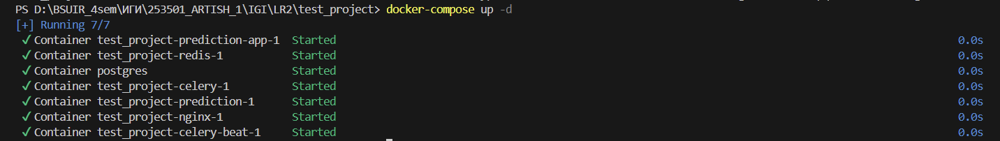 PS D:\BSUIR_4sem\ИГИ\253501_ARTISH_1\IGI\LR2\test_project> docker-compose up -d
[+] Running 7/7
✓ Container test_project-prediction-app-1 Started 0.0s
✓ Container test_project-redis-1 Started 0.0s
✓ Container postgres Started 0.0s
✓ Container test_project-celery-1 Started 0.0s
✓ Container test_project-prediction-1 Started 0.0s
✓ Container test_project-nginx-1 Started 0.0s
✓ Container test_project-celery-beat-1 Started 0.0s